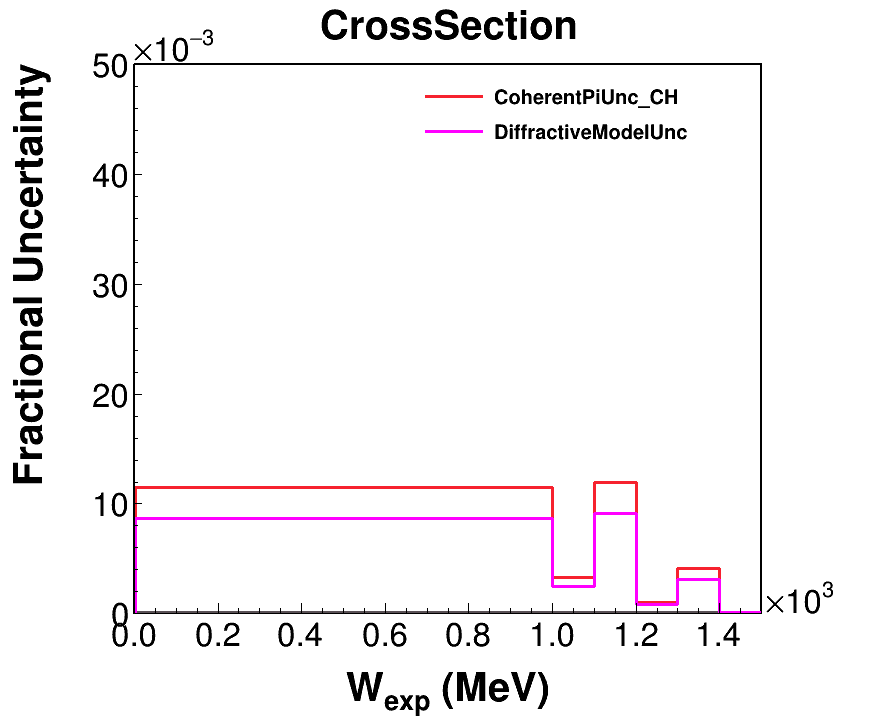 CrossSection
×10⁻³
Fractional Uncertainty
50
40
30
20
10
0
CoherentPiUnc_CH
DiffractiveModelUnc
0.0 0.2 0.4 0.6 0.8 1.0 1.2 1.4
×10³
W_exp (MeV)